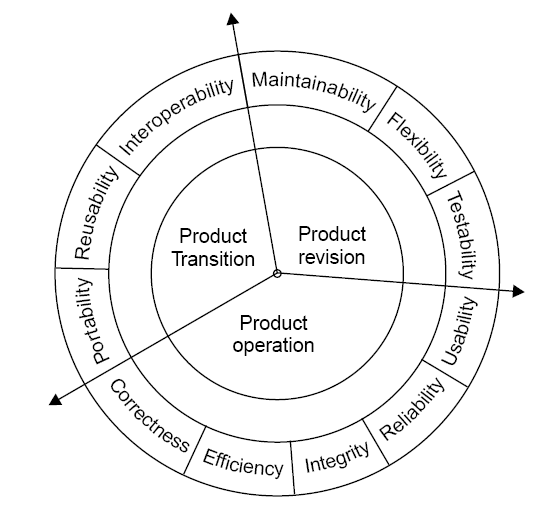 Maintainability
Flexibility
Testability
Usability
Reliability
Integrity
Efficiency
Correctness
Portability
Reusability
Interoperability
Product
Transition
Product
revision
Product
operation